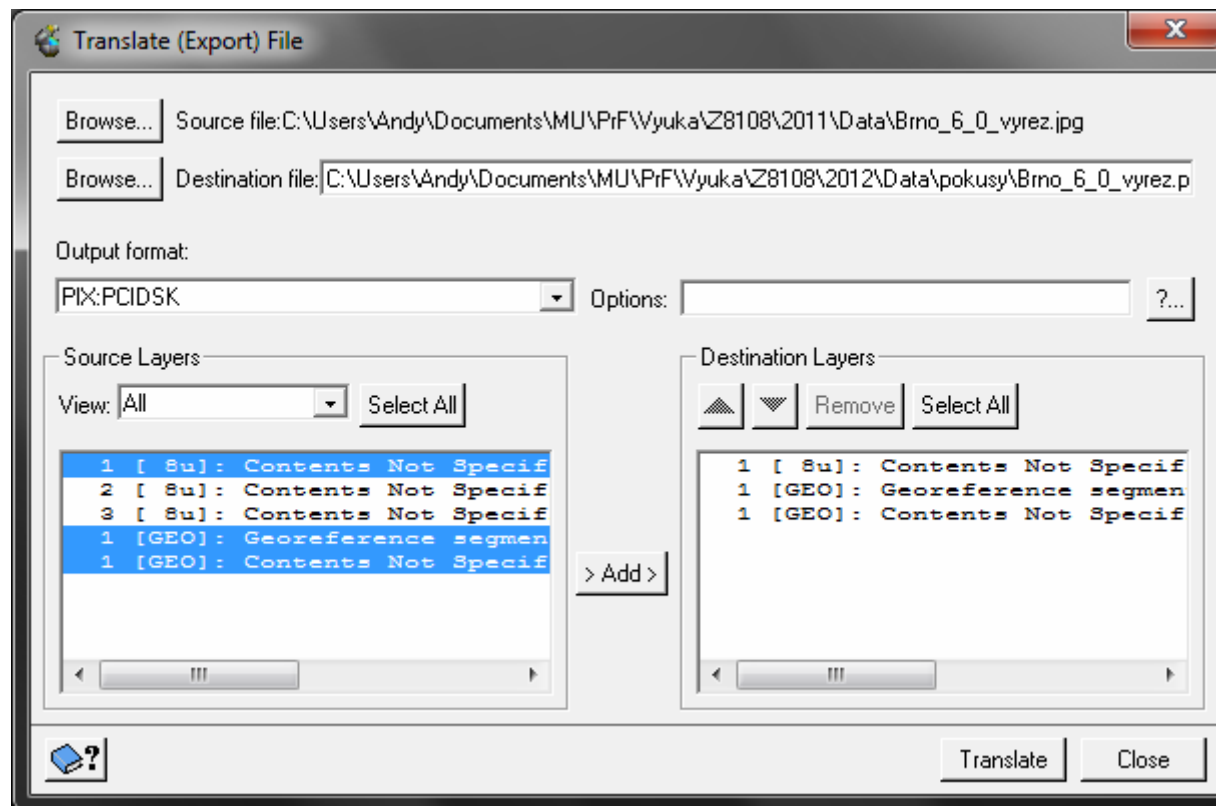 Translate (Export) File
Browse... Source file:C:\Users\Andy\Documents\MU\PrF\Vyuka\Z8108\2011\Data\Brno_6_0_vyrez.jpg
Browse... Destination file: C:\Users\Andy\Documents\MU\PrF\Vyuka\Z8108\2012\Data\pokusy\Brno_6_0_vyrez.p
Output format:
PIX:PCIDSK Options: ?...
Source Layers
View: All Select All
1 [ 8u]: Contents Not Specif
2 [ 8u]: Contents Not Specif
3 [ 8u]: Contents Not Specif
1 [GEO]: Georeference segmen
1 [GEO]: Contents Not Specif
> Add >
Destination Layers
Remove Select All
1 [ 8u]: Contents Not Specif
1 [GEO]: Georeference segmen
1 [GEO]: Contents Not Specif
?
Translate Close